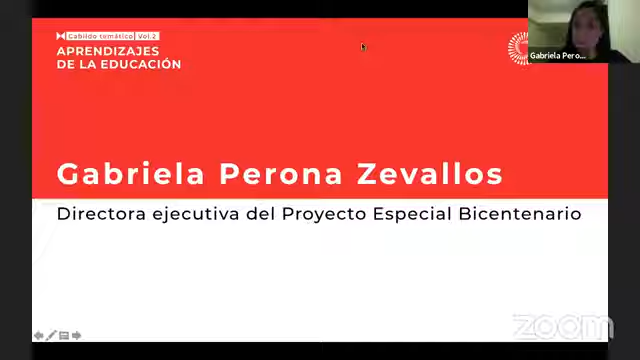 Cabildo temático Vol.2
APRENDIZAJES
DE LA EDUCACIÓN
Gabriela Pero...
Gabriela Perona Zevallos
Directora ejecutiva del Proyecto Especial Bicentenario
zoom